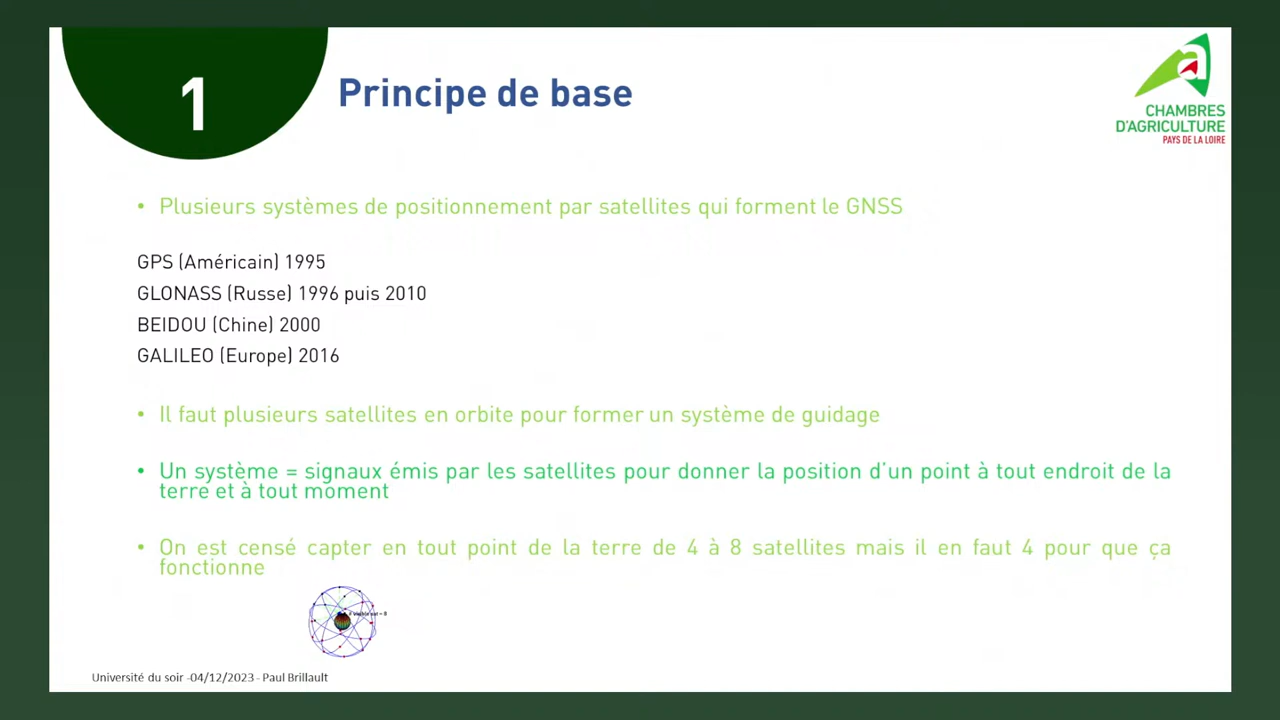 1
Principe de base
CHAMBRES
D'AGRICULTURE
PAYS DE LA LOIRE
• Plusieurs systèmes de positionnement par satellites qui forment le GNSS
GPS (Américain) 1995
GLONASS (Russe) 1996 puis 2010
BEIDOU (Chine) 2000
GALILEO (Europe) 2016
• Il faut plusieurs satellites en orbite pour former un système de guidage
• Un système = signaux émis par les satellites pour donner la position d'un point à tout endroit de la
terre et à tout moment
• On est censé capter en tout point de la terre de 4 à 8 satellites mais il en faut 4 pour que ça
fonctionne
Université du soir -04/12/2023 - Paul Brillault